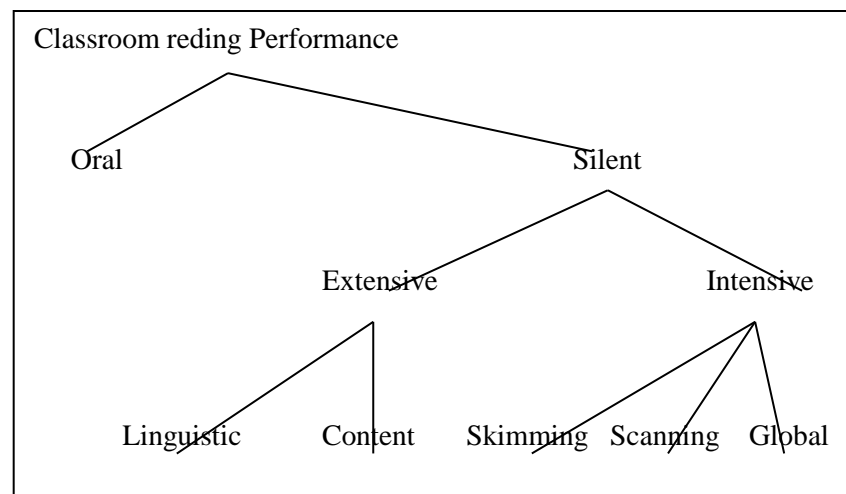 Classroom reding Performance
Oral Silent
Extensive Intensive
Linguistic Content Skimming Scanning Global